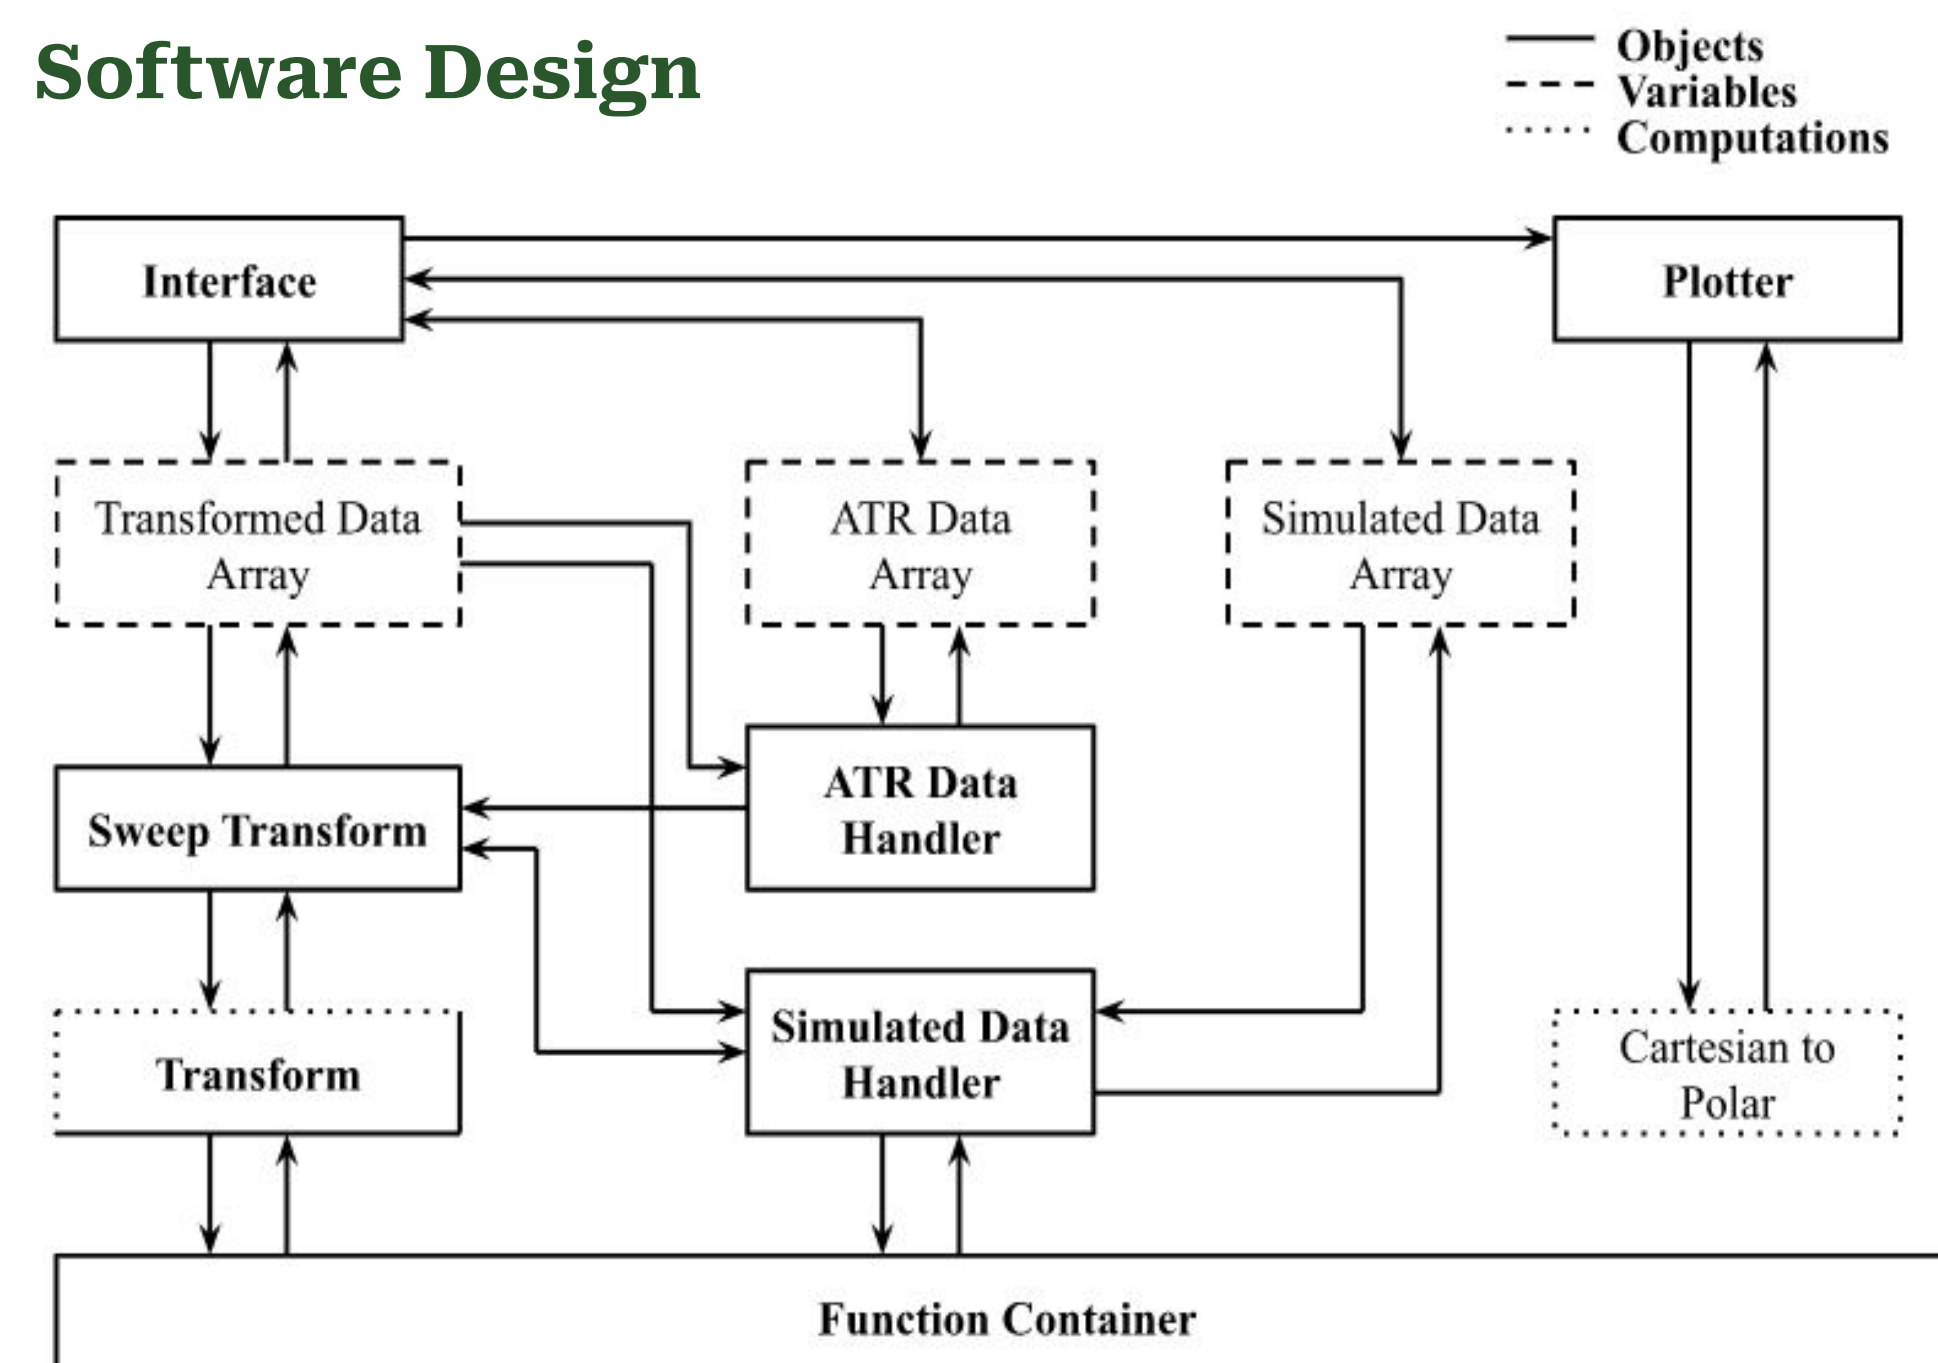 Software Design
Objects
Variables
Computations
Interface
Plotter
Transformed Data
Array
ATR Data
Array
Simulated Data
Array
Sweep Transform
ATR Data
Handler
Transform
Simulated Data
Handler
Cartesian to
Polar
Function Container